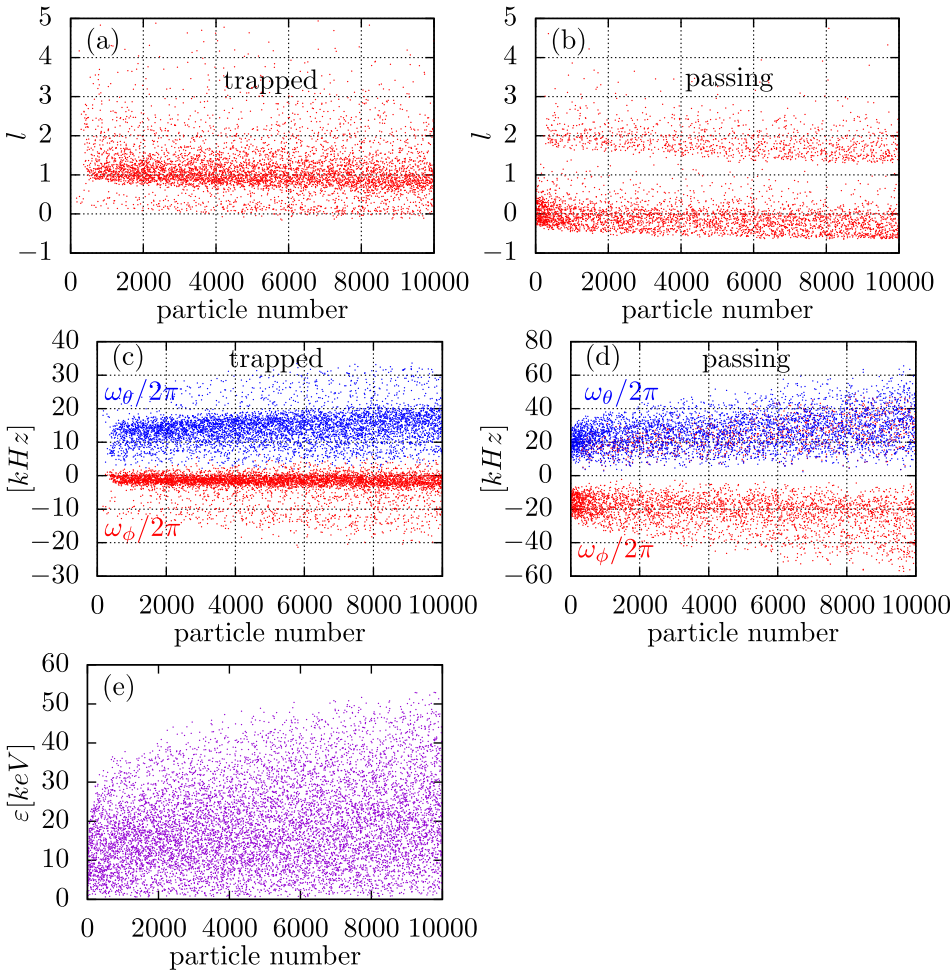 5
4
3
2
1
0
−1
l
(a)
trapped
0 2000 4000 6000 8000 10000
particle number
5
4
3
2
1
0
−1
l
(b)
passing
0 2000 4000 6000 8000 10000
particle number
40
30
20
10
0
−10
−20
−30
[kHz]
(c)
trapped
ωθ/2π
ωϕ/2π
0 2000 4000 6000 8000 10000
particle number
80
60
40
20
0
−20
−40
−60
[kHz]
(d)
passing
ωθ/2π
ωϕ/2π
0 2000 4000 6000 8000 10000
particle number
60
50
40
30
20
10
0
ε[keV]
(e)
0 2000 4000 6000 8000 10000
particle number